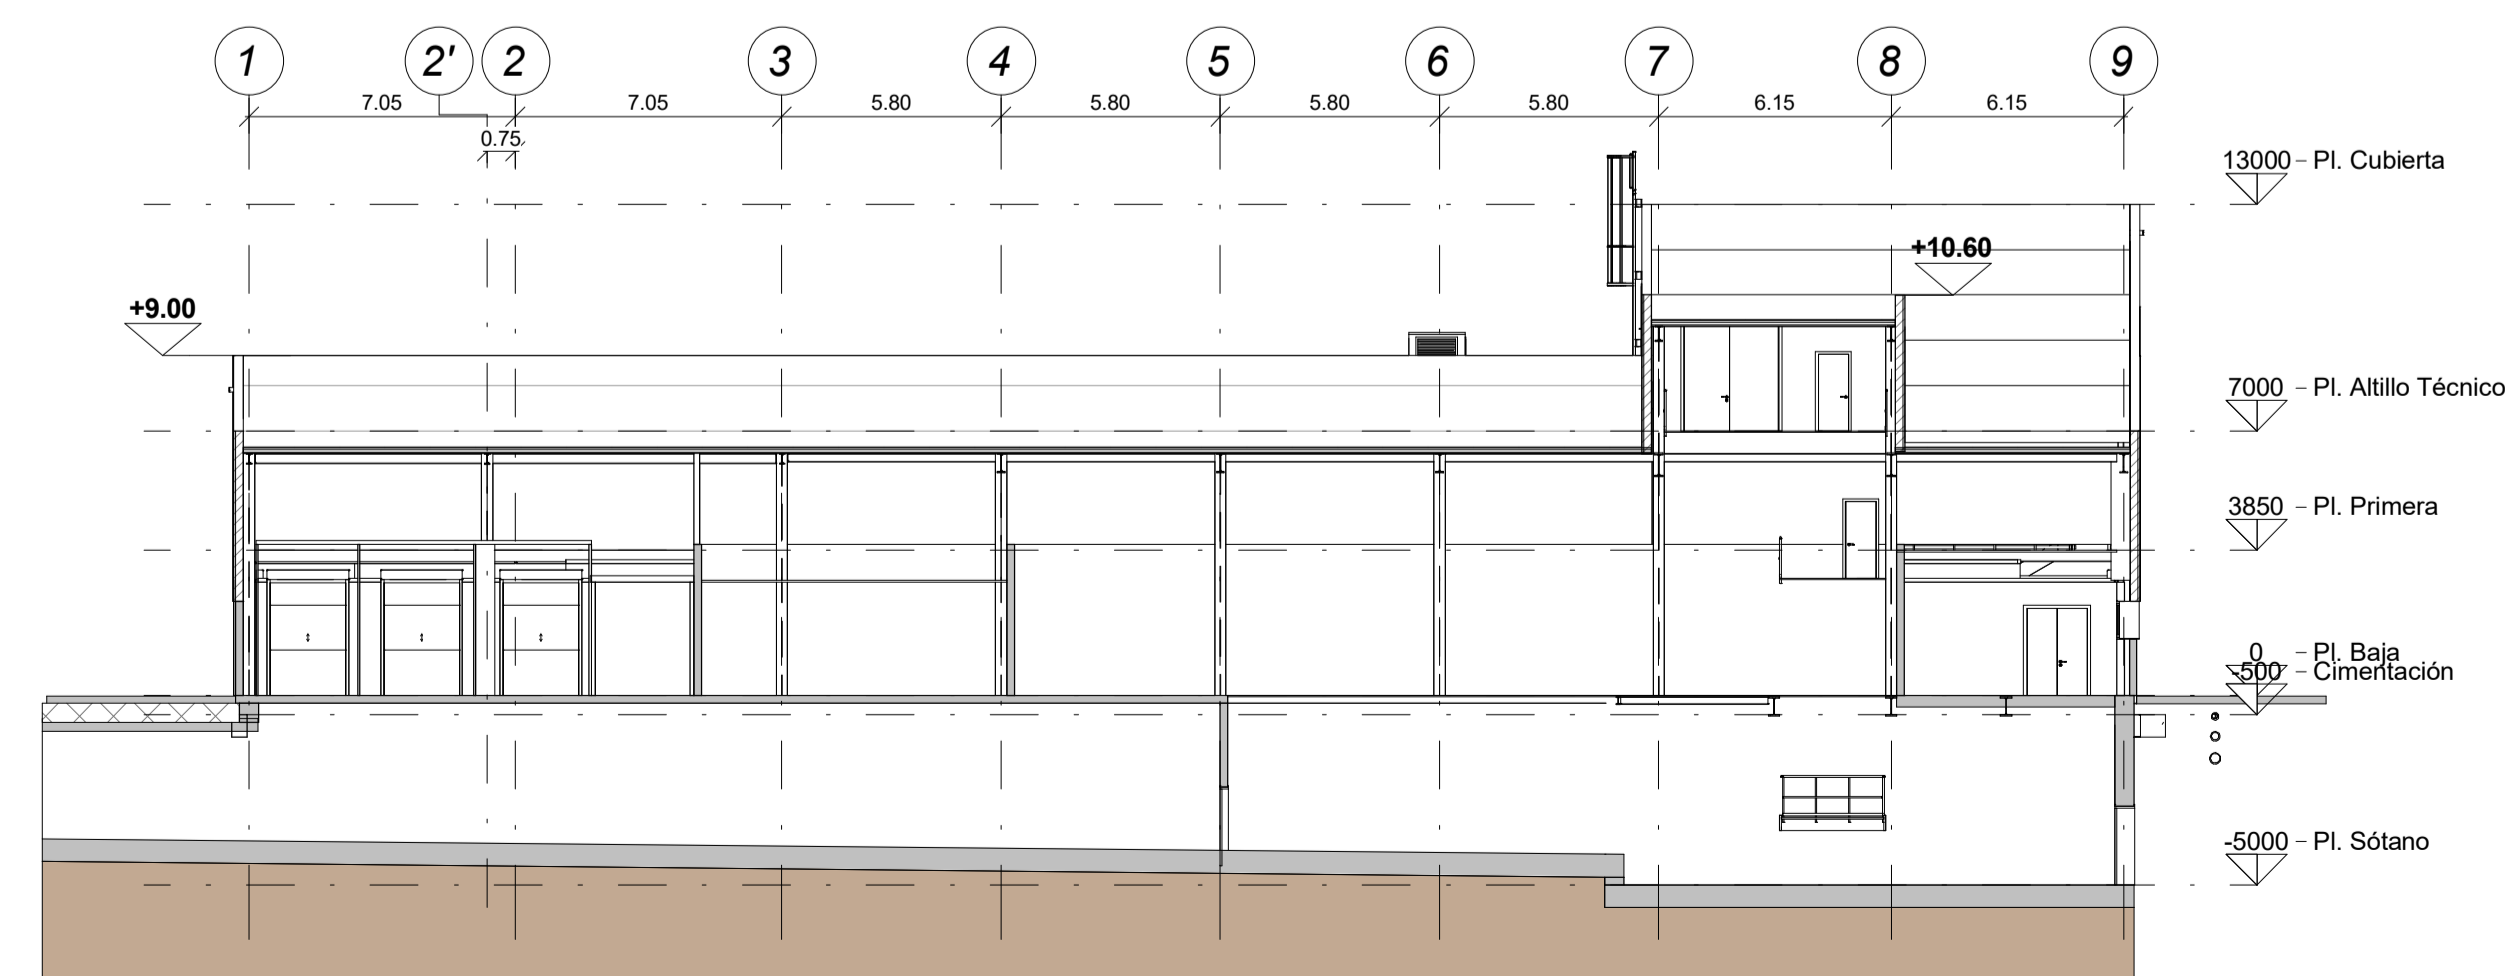 1 2' 2 3 4 5 6 7 8 9
7.05 7.05 5.80 5.80 5.80 5.80 6.15 6.15
0.75
13000 Pl. Cubierta
+10.60
+9.00
7000 Pl. Altillo Técnico
3850 Pl. Primera
0 Pl. Baja
-500 Cimentación
-5000 Pl. Sótano